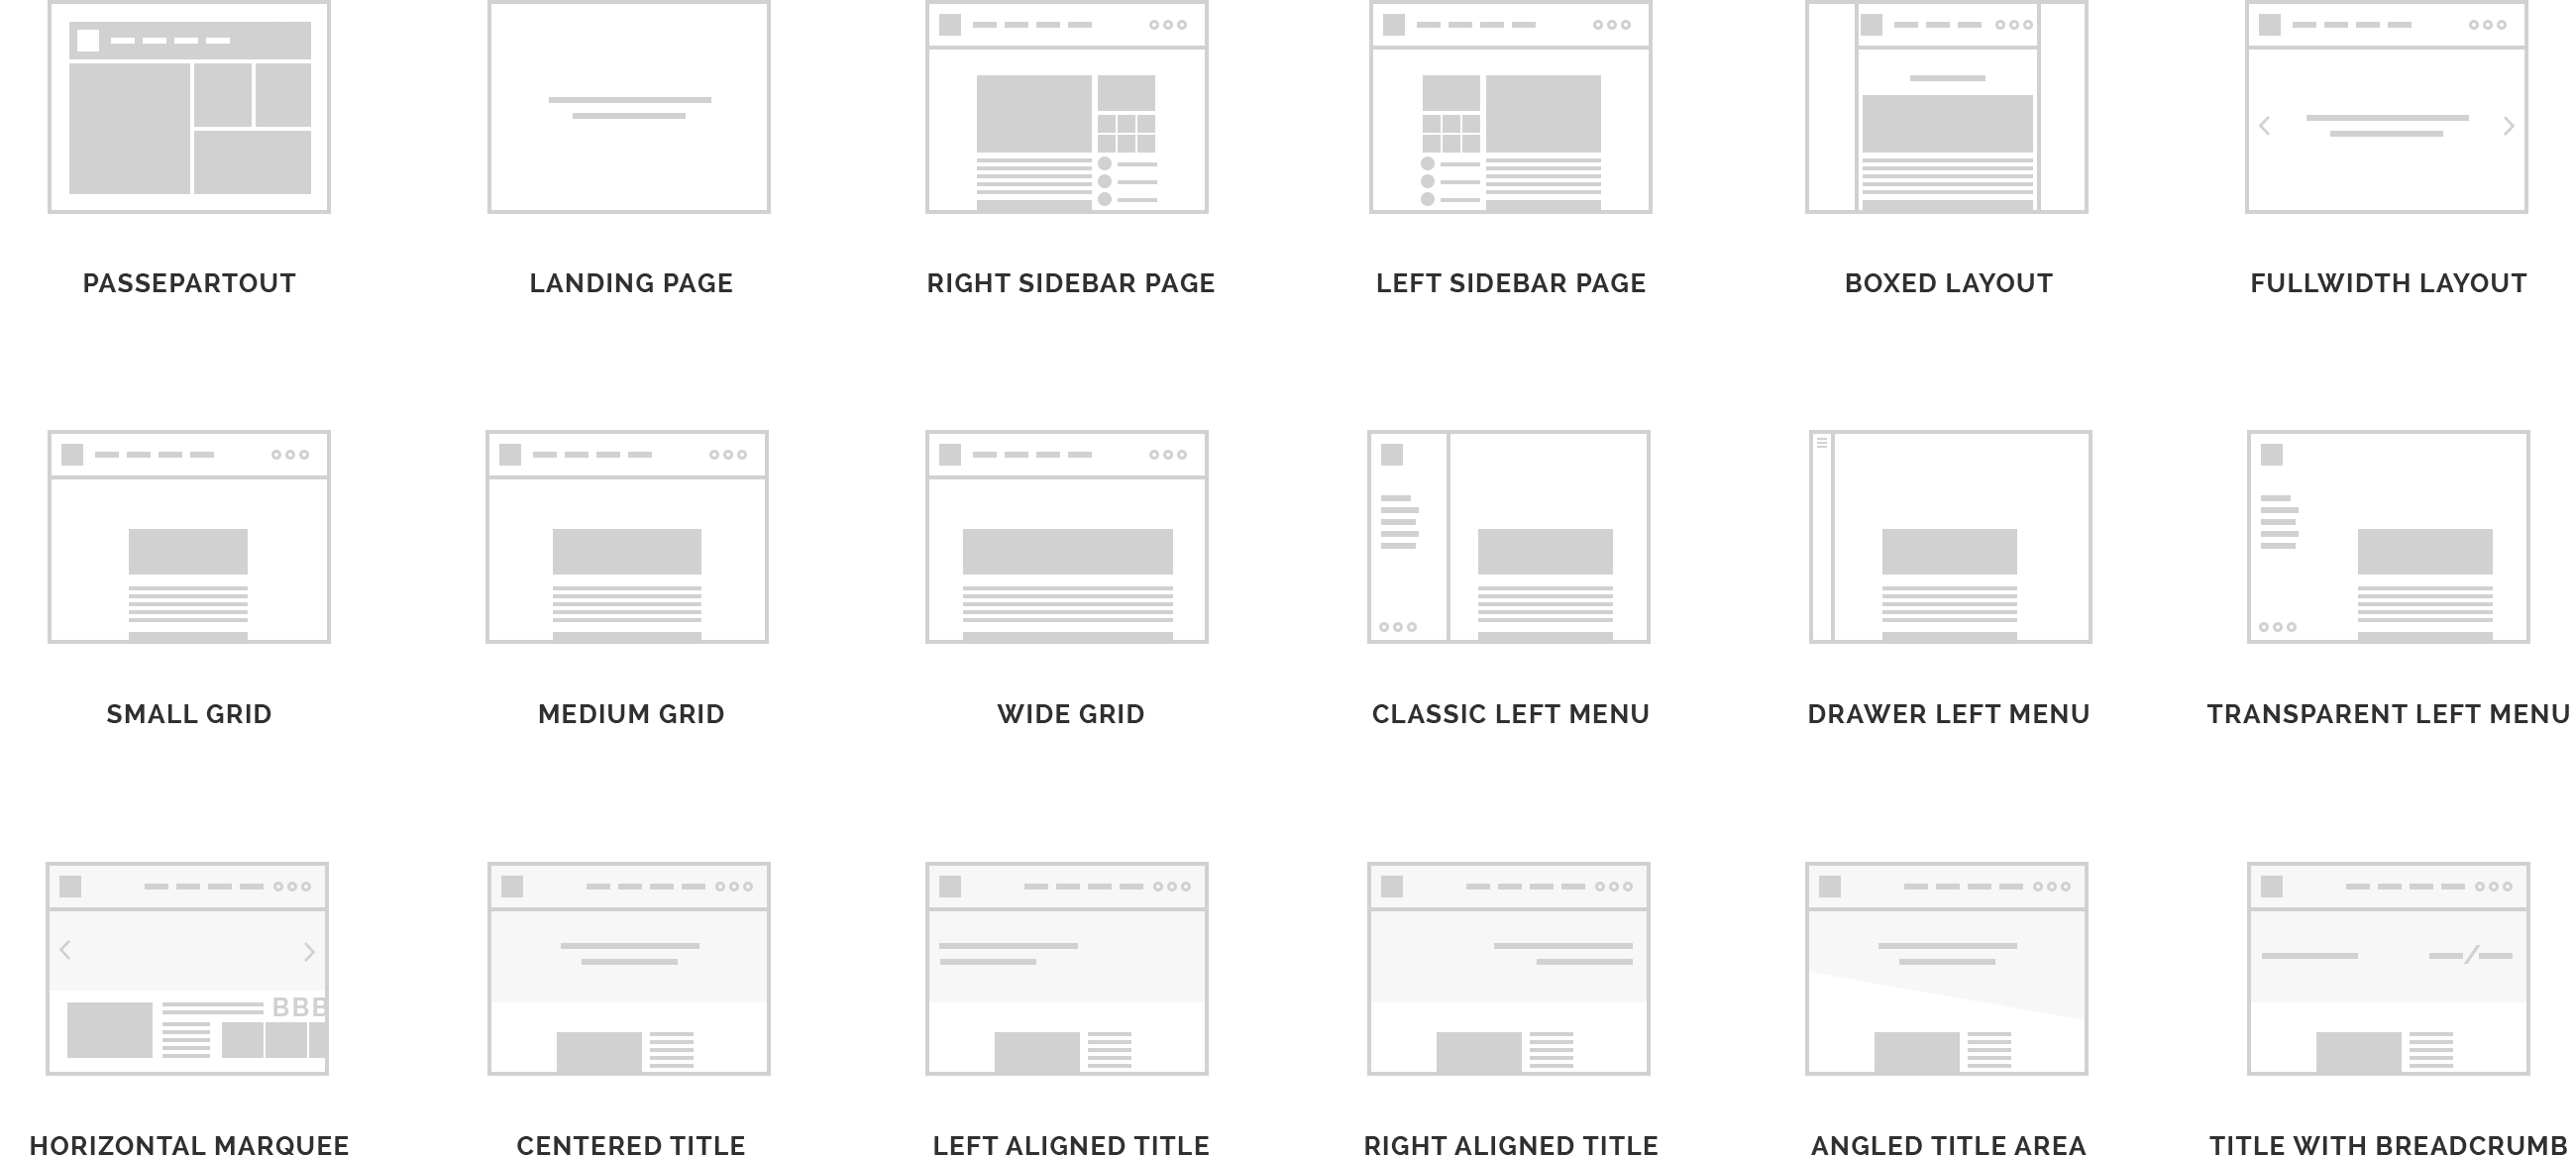 PASSEPARTOUT
LANDING PAGE
RIGHT SIDEBAR PAGE
LEFT SIDEBAR PAGE
BOXED LAYOUT
FULLWIDTH LAYOUT
SMALL GRID
MEDIUM GRID
WIDE GRID
CLASSIC LEFT MENU
DRAWER LEFT MENU
TRANSPARENT LEFT MENU
BBB
HORIZONTAL MARQUEE
CENTERED TITLE
LEFT ALIGNED TITLE
RIGHT ALIGNED TITLE
ANGLED TITLE AREA
TITLE WITH BREADCRUMB